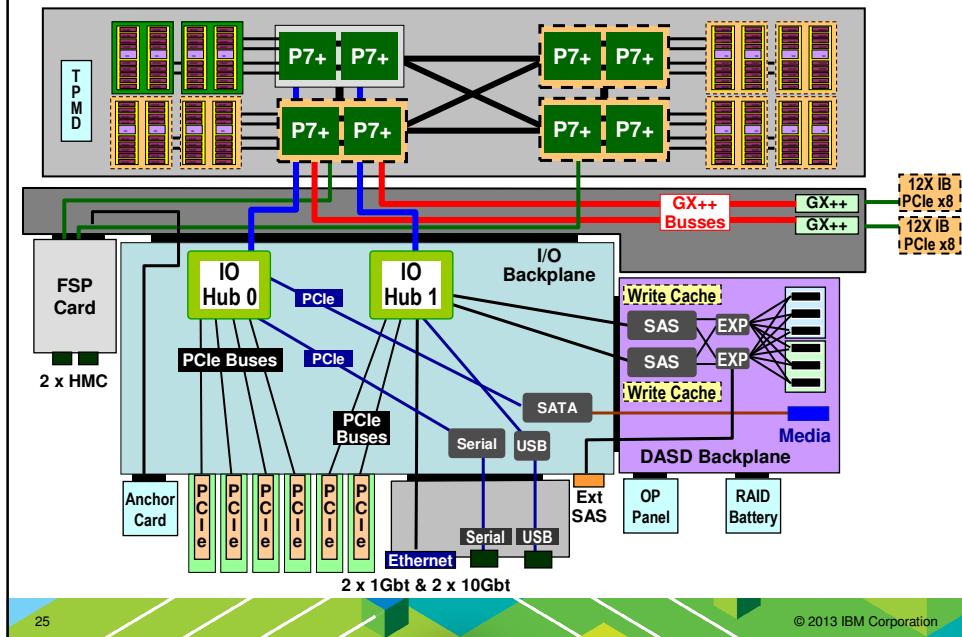 P7+ P7+
P7+ P7+
T
P
M
D
P7+ P7+
P7+ P7+
12X IB
PCIe x8
GX++
Busses
GX++
GX++
12X IB
PCIe x8
I/O
Backplane
FSP
Card
IO
Hub 0
IO
Hub 1
PCIe
Write Cache
SAS
EXP
PCIe Buses
PCIe
SAS
EXP
2 x HMC
Write Cache
PCIe
Buses
SATA
Serial
USB
Media
DASD Backplane
Anchor
Card
PCIe
PCIe
PCIe
PCIe
PCIe
PCIe
Ext
SAS
OP
Panel
RAID
Battery
Serial
USB
Ethernet
2 x 1Gbt & 2 x 10Gbt
25
© 2013 IBM Corporation